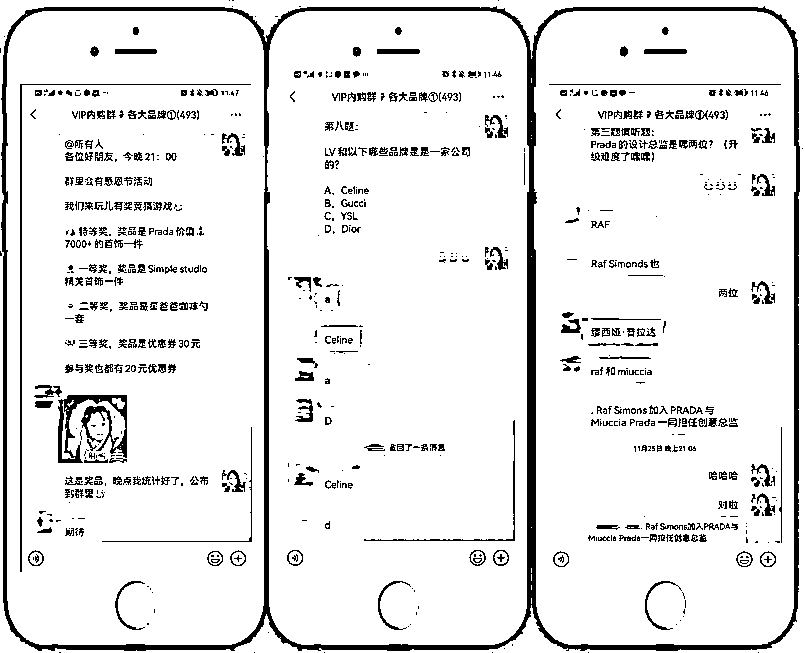 11:47
VIP内购群 各大品牌①(493)
@所有人
各位好朋友，今晚 21：00
群里会有感恩节活动
我们来玩儿有奖竞猜游戏
特等奖，奖品是 Prada 价值
7000+ 的首饰一件
一等奖，奖品是 Simple studio
精美首饰一件
二等奖，奖品是蛋爸爸咖啡勺
一套
三等奖，奖品是优惠券 30 元
参与奖也都有 20 元优惠券
这是奖品，晚点我统计好了，公布
到群里
期待
11:46
VIP内购群 各大品牌①(493)
第八题：
LV 和以下哪些品牌是是一家公司
的？
A、Celine
B，Gucci
C，YSL
D，Dior
a
Celine
a
D
撤回了一条消息
Celine
d
11:46
VIP内购群 各大品牌①(493)
第三题慎听题：
Prada 的设计总监是哪两位？（升
级难度了嘿嘿）
RAF
Raf Simonds 也
两位
缪西娅·普拉达
raf 和 miuccia
. Raf Simons 加入 PRADA 与
Miuccia Prada 一同担任创意总监
11月25日 晚上21:06
哈哈哈
对啦
Raf Simons加入PRADA与
Miuccia Prada一同担任创意总监